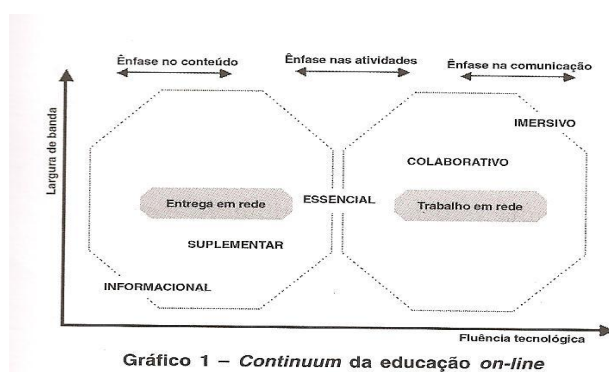 Ênfase no conteúdo
Ênfase nas atividades
Ênfase na comunicação
Largura de banda
IMERSIVO
COLABORATIVO
ESSENCIAL
Entrega em rede
Trabalho em rede
SUPLEMENTAR
INFORMACIONAL
Fluência tecnológica
Gráfico 1 – Continuum da educação on-line